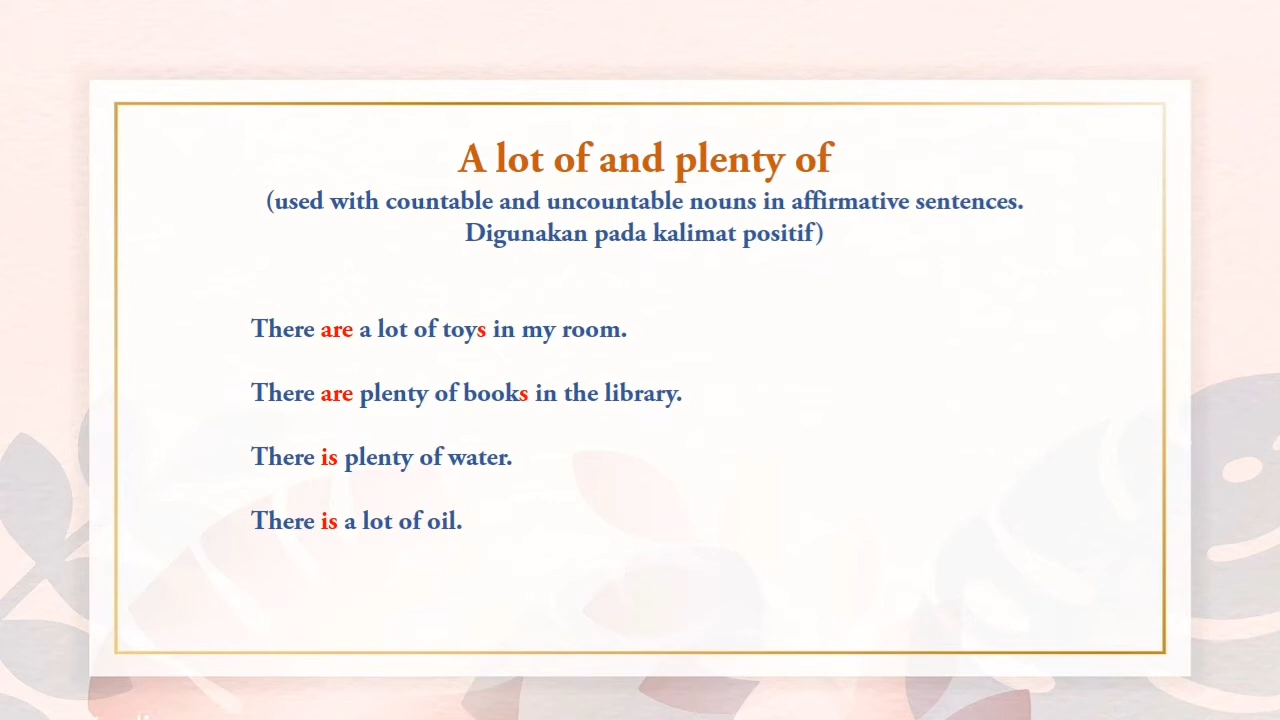 A lot of and plenty of
(used with countable and uncountable nouns in affirmative sentences.
Digunakan pada kalimat positif)
There are a lot of toys in my room.
There are plenty of books in the library.
There is plenty of water.
There is a lot of oil.